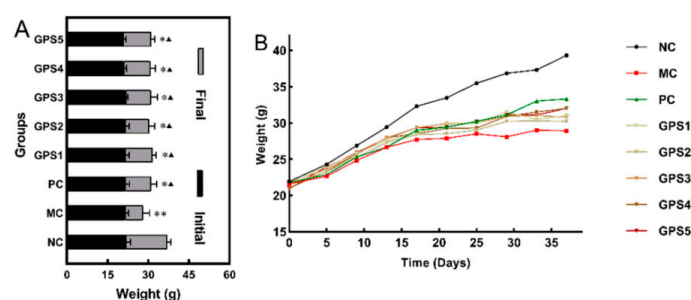 A
GPS5
GPS4
GPS3
GPS2
GPS1
PC
MC
NC
Groups
*▲
*▲
*▲
*▲
*▲
*▲
**
Final
Initial
0
15
30
45
60
Weight (g)
B
40
35
30
25
20
15
Weight (g)
0
5
10
15
20
25
30
35
Time (Days)
NC
MC
PC
GPS1
GPS2
GPS3
GPS4
GPS5